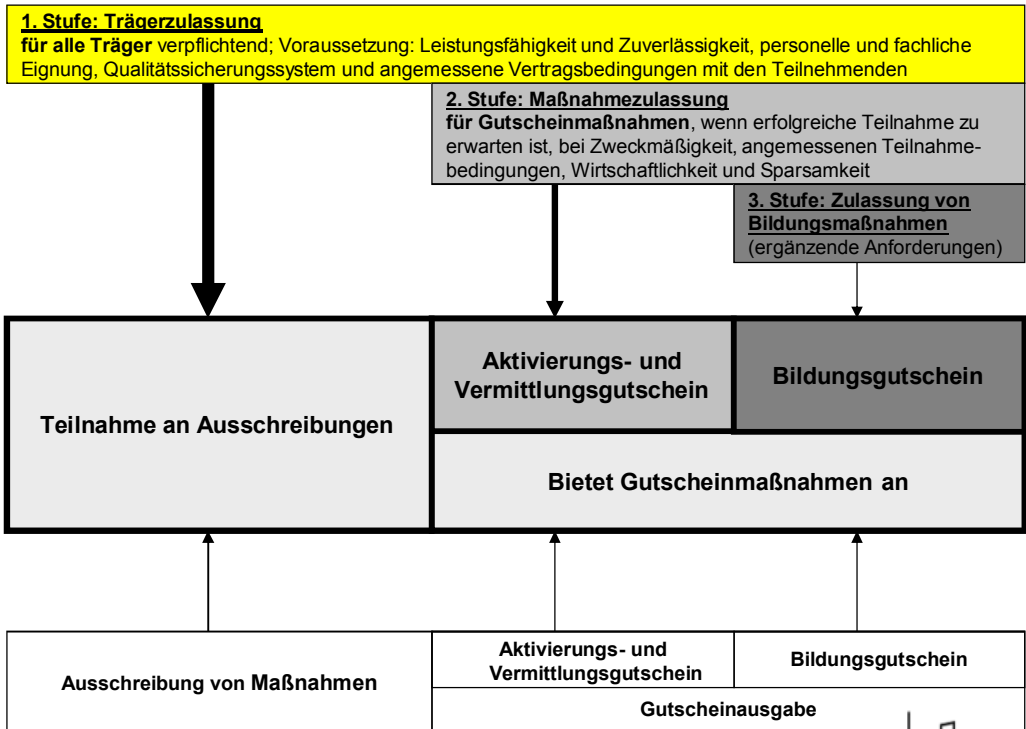 1. Stufe: Trägerzulassung
für alle Träger verpflichtend; Voraussetzung: Leistungsfähigkeit und Zuverlässigkeit, personelle und fachliche
Eignung, Qualitätssicherungssystem und angemessene Vertragsbedingungen mit den Teilnehmenden
2. Stufe: Maßnahmezulassung
für Gutscheinmaßnahmen, wenn erfolgreiche Teilnahme zu
erwarten ist, bei Zweckmäßigkeit, angemessenen Teilnahme-
bedingungen, Wirtschaftlichkeit und Sparsamkeit
3. Stufe: Zulassung von
Bildungsmaßnahmen
(ergänzende Anforderungen)
Teilnahme an Ausschreibungen
Aktivierungs- und
Vermittlungsgutschein
Bildungsgutschein
Bietet Gutscheinmaßnahmen an
Ausschreibung von Maßnahmen
Aktivierungs- und
Vermittlungsgutschein
Bildungsgutschein
Gutscheinausgabe